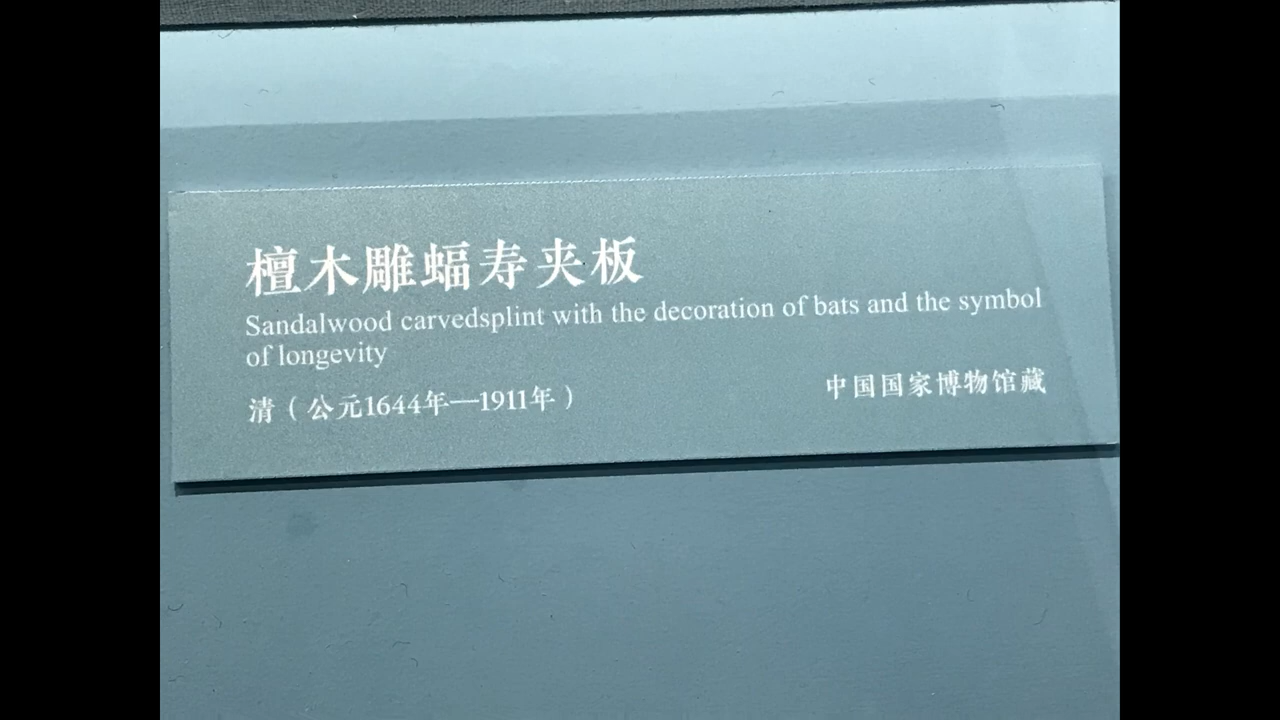 檀木雕蝠寿夹板
Sandalwood carvedsplint with the decoration of bats and the symbol
of longevity
清（公元1644年—1911年）
中国国家博物馆藏